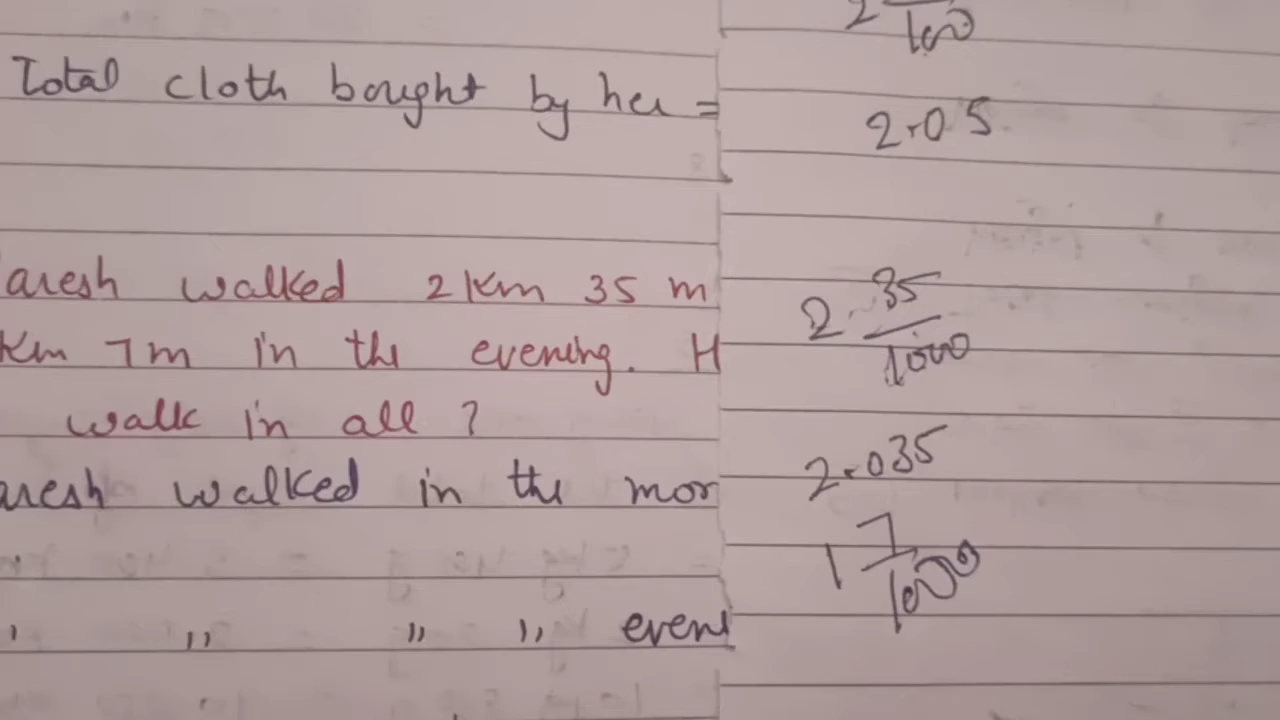 2 /100
Total cloth bought by her =
2.05
aresh walked 2 Km 35 m
2 35/1000
Km 7 m in the evening. H
walk in all ?
2.035
aresh walked in the mor
1 7/1000
" " " " even